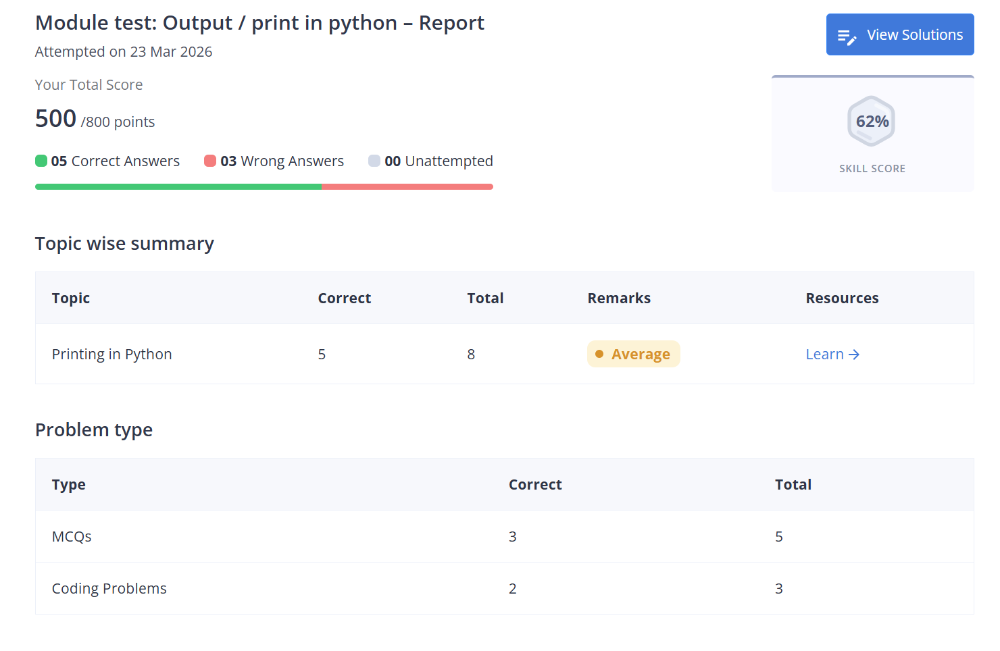 Module test: Output / print in python – Report
View Solutions
Attempted on 23 Mar 2026
Your Total Score
500 /800 points
62%
SKILL SCORE
05 Correct Answers 03 Wrong Answers 00 Unattempted
Topic wise summary
Topic Correct Total Remarks Resources
Printing in Python 5 8 Average Learn →
Problem type
Type Correct Total
MCQs 3 5
Coding Problems 2 3